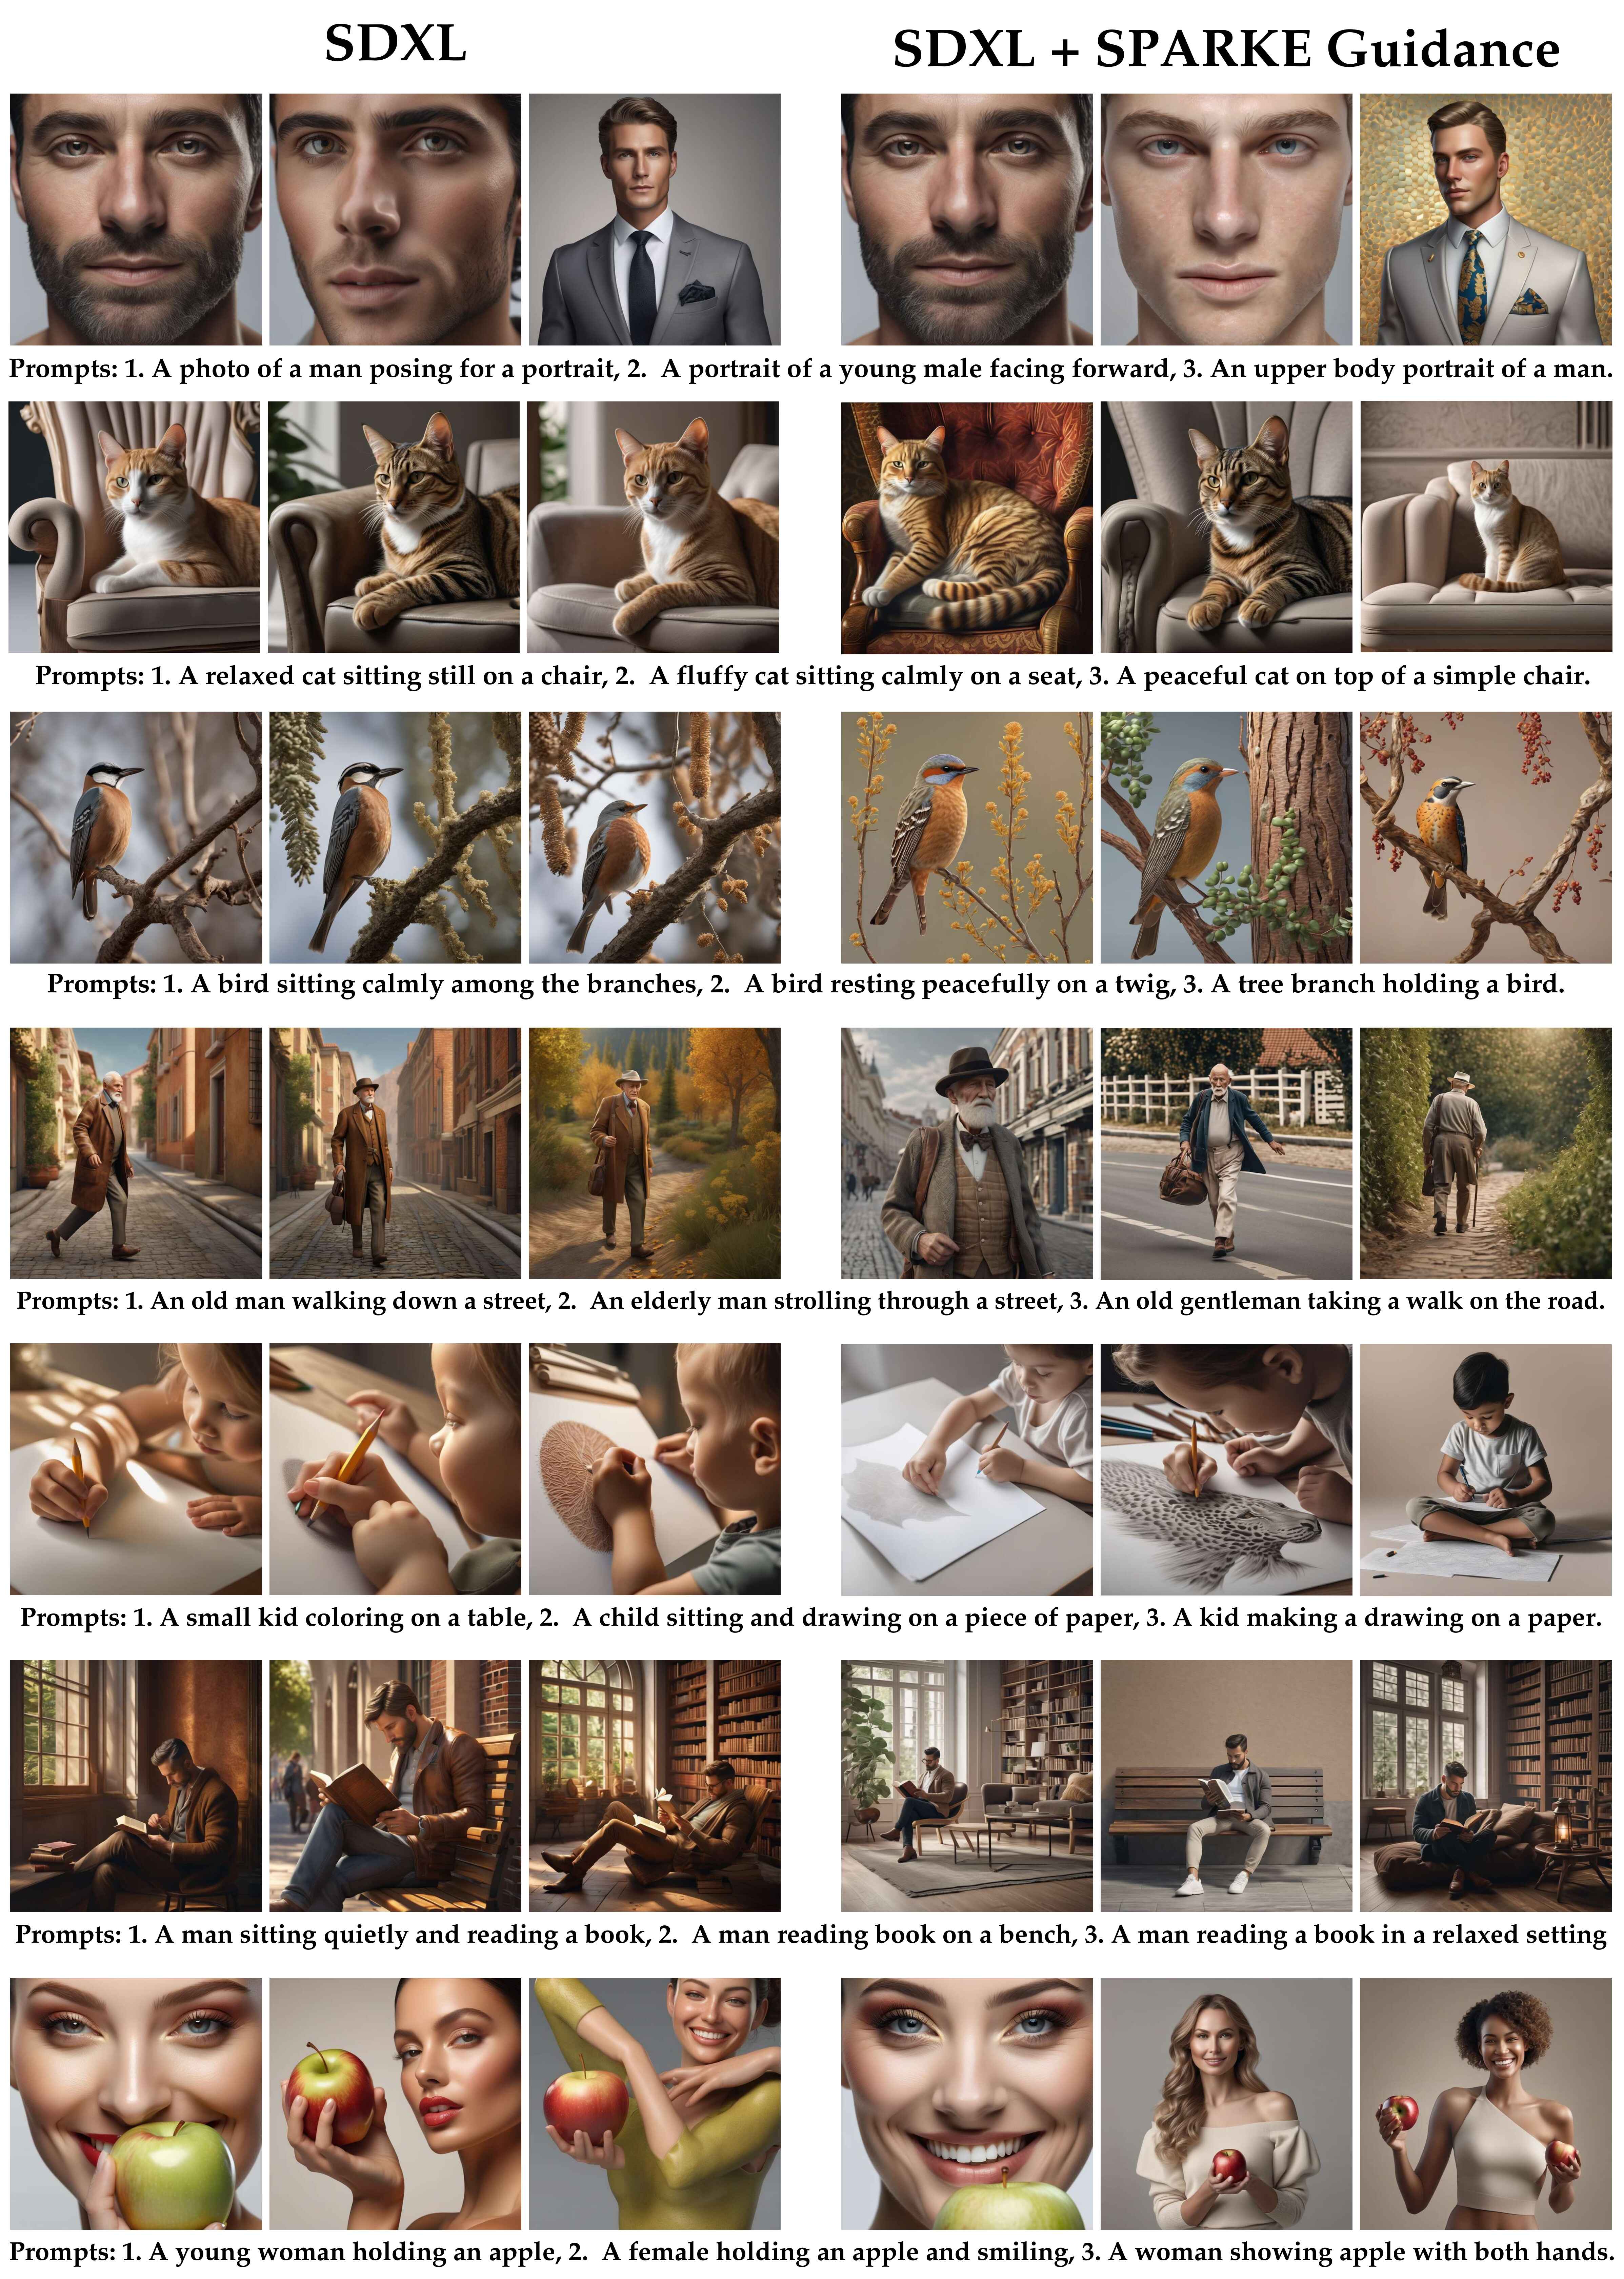 SDXL
SDXL + SPARKE Guidance
Prompts: 1. A photo of a man posing for a portrait, 2. A portrait of a young male facing forward, 3. An upper body portrait of a man.
Prompts: 1. A relaxed cat sitting still on a chair, 2. A fluffy cat sitting calmly on a seat, 3. A peaceful cat on top of a simple chair.
Prompts: 1. A bird sitting calmly among the branches, 2. A bird resting peacefully on a twig, 3. A tree branch holding a bird.
Prompts: 1. An old man walking down a street, 2. An elderly man strolling through a street, 3. An old gentleman taking a walk on the road.
Prompts: 1. A small kid coloring on a table, 2. A child sitting and drawing on a piece of paper, 3. A kid making a drawing on a paper.
Prompts: 1. A man sitting quietly and reading a book, 2. A man reading book on a bench, 3. A man reading a book in a relaxed setting
Prompts: 1. A young woman holding an apple, 2. A female holding an apple and smiling, 3. A woman showing apple with both hands.